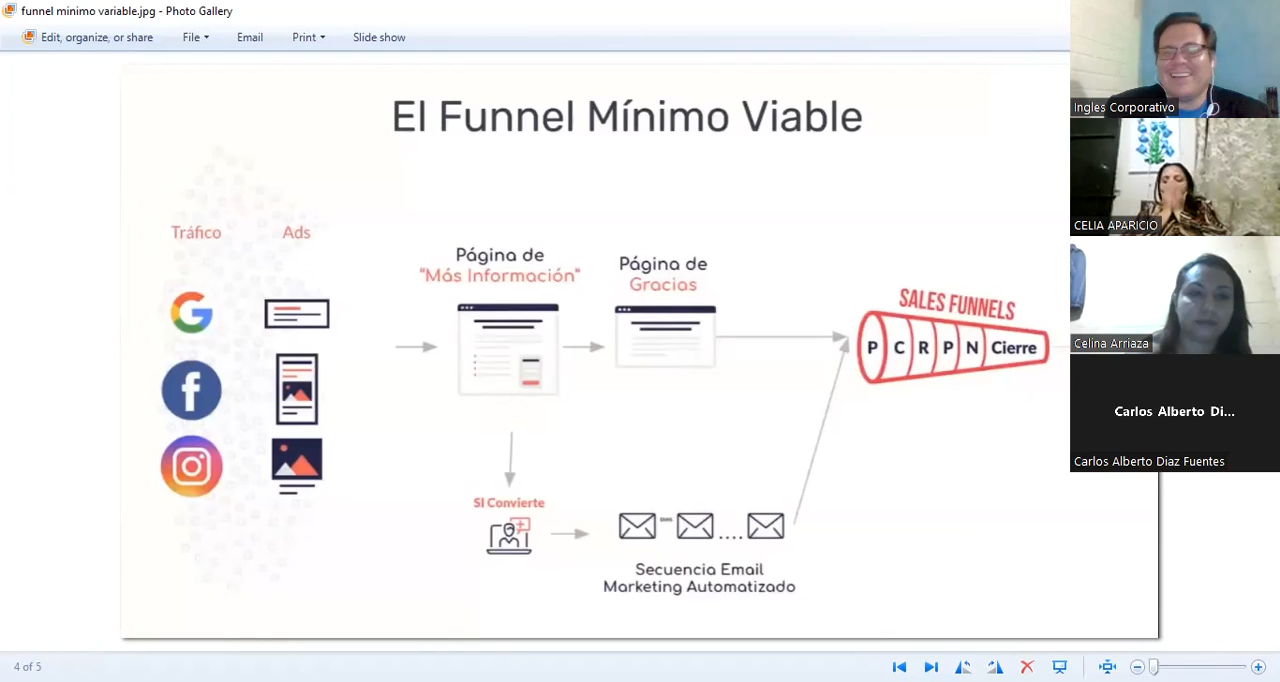 funnel minimo variable.jpg - Photo Gallery
Edit, organize, or share File Email Print Slide show
El Funnel Mínimo Viable
Tráfico Ads
Página de
“Más Información”
Página de
Gracias
SALES FUNNELS
P C R P N Cierre
SI Convierte
Secuencia Email
Marketing Automatizado
Ingles Corporativo
CELIA APARICIO
Celina Arriaza
Carlos Alberto Di...
Carlos Alberto Diaz Fuentes
4 of 5